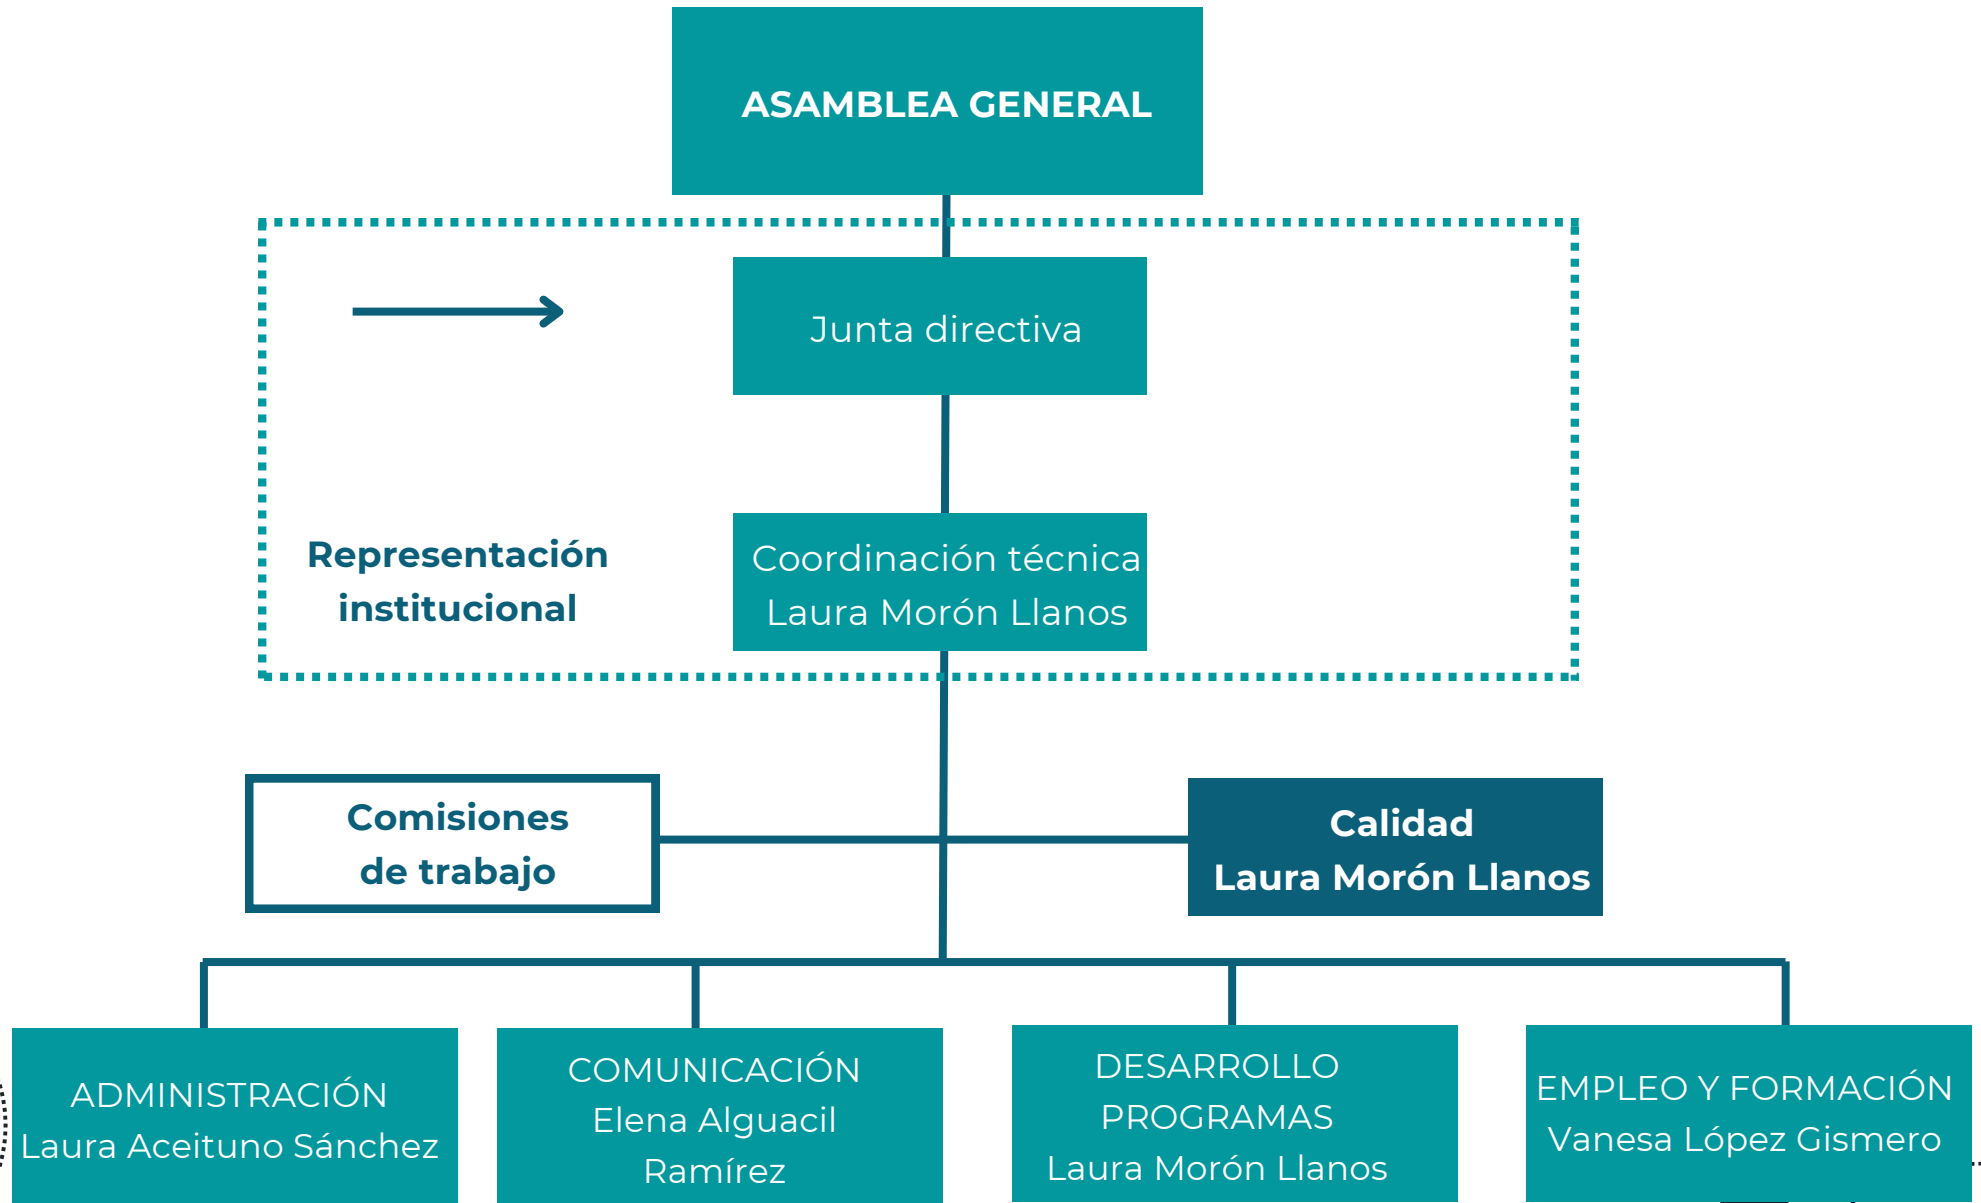 ASAMBLEA GENERAL
Junta directiva
Representación
institucional
Coordinación técnica
Laura Morón Llanos
Comisiones
de trabajo
Calidad
Laura Morón Llanos
ADMINISTRACIÓN
Laura Aceituno Sánchez
COMUNICACIÓN
Elena Alguacil
Ramírez
DESARROLLO
PROGRAMAS
Laura Morón Llanos
EMPLEO Y FORMACIÓN
Vanesa López Gismero